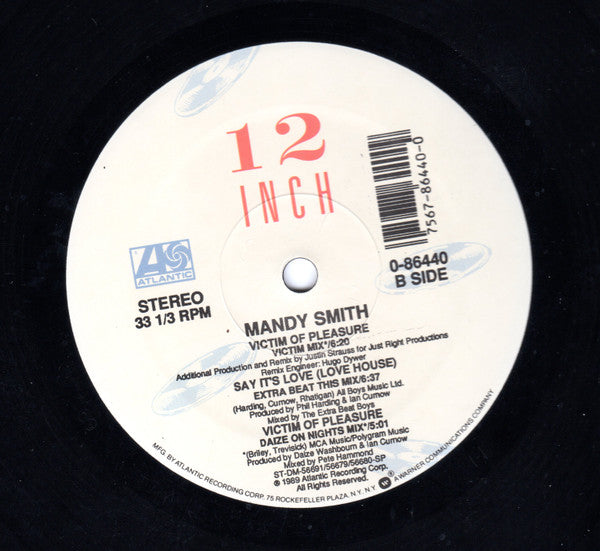 12
INCH
7567-86440-0
0-86440
B SIDE
ATLANTIC
STEREO
33 1/3 RPM
MANDY SMITH
VICTIM OF PLEASURE
VICTIM MIX*/6:20
Additional Production and Remix by Justin Strauss for Just Right Productions
Remix Engineer: Hugo Dwyer
SAY IT'S LOVE (LOVE HOUSE)
EXTRA BEAT THIS MIX/6:37
(Harding, Curnow, Rhatigan) All Boys Music Ltd.
Produced by Phil Harding & Ian Curnow
Mixed by The Extra Beat Boys
VICTIM OF PLEASURE
DAIZE ON NIGHTS MIX*/5:01
*(Briley, Trevisick) MCA Music/Polygram Music
Produced by Daize Washbourn & Ian Curnow
Mixed by Pete Hammond
ST-DM-56691/56679/56680-SP
℗ 1989 Atlantic Recording Corp.
All Rights Reserved.
MFG. BY ATLANTIC RECORDING CORP. 75 ROCKEFELLER PLAZA, N.Y. N.Y. A WARNER COMMUNICATIONS COMPANY